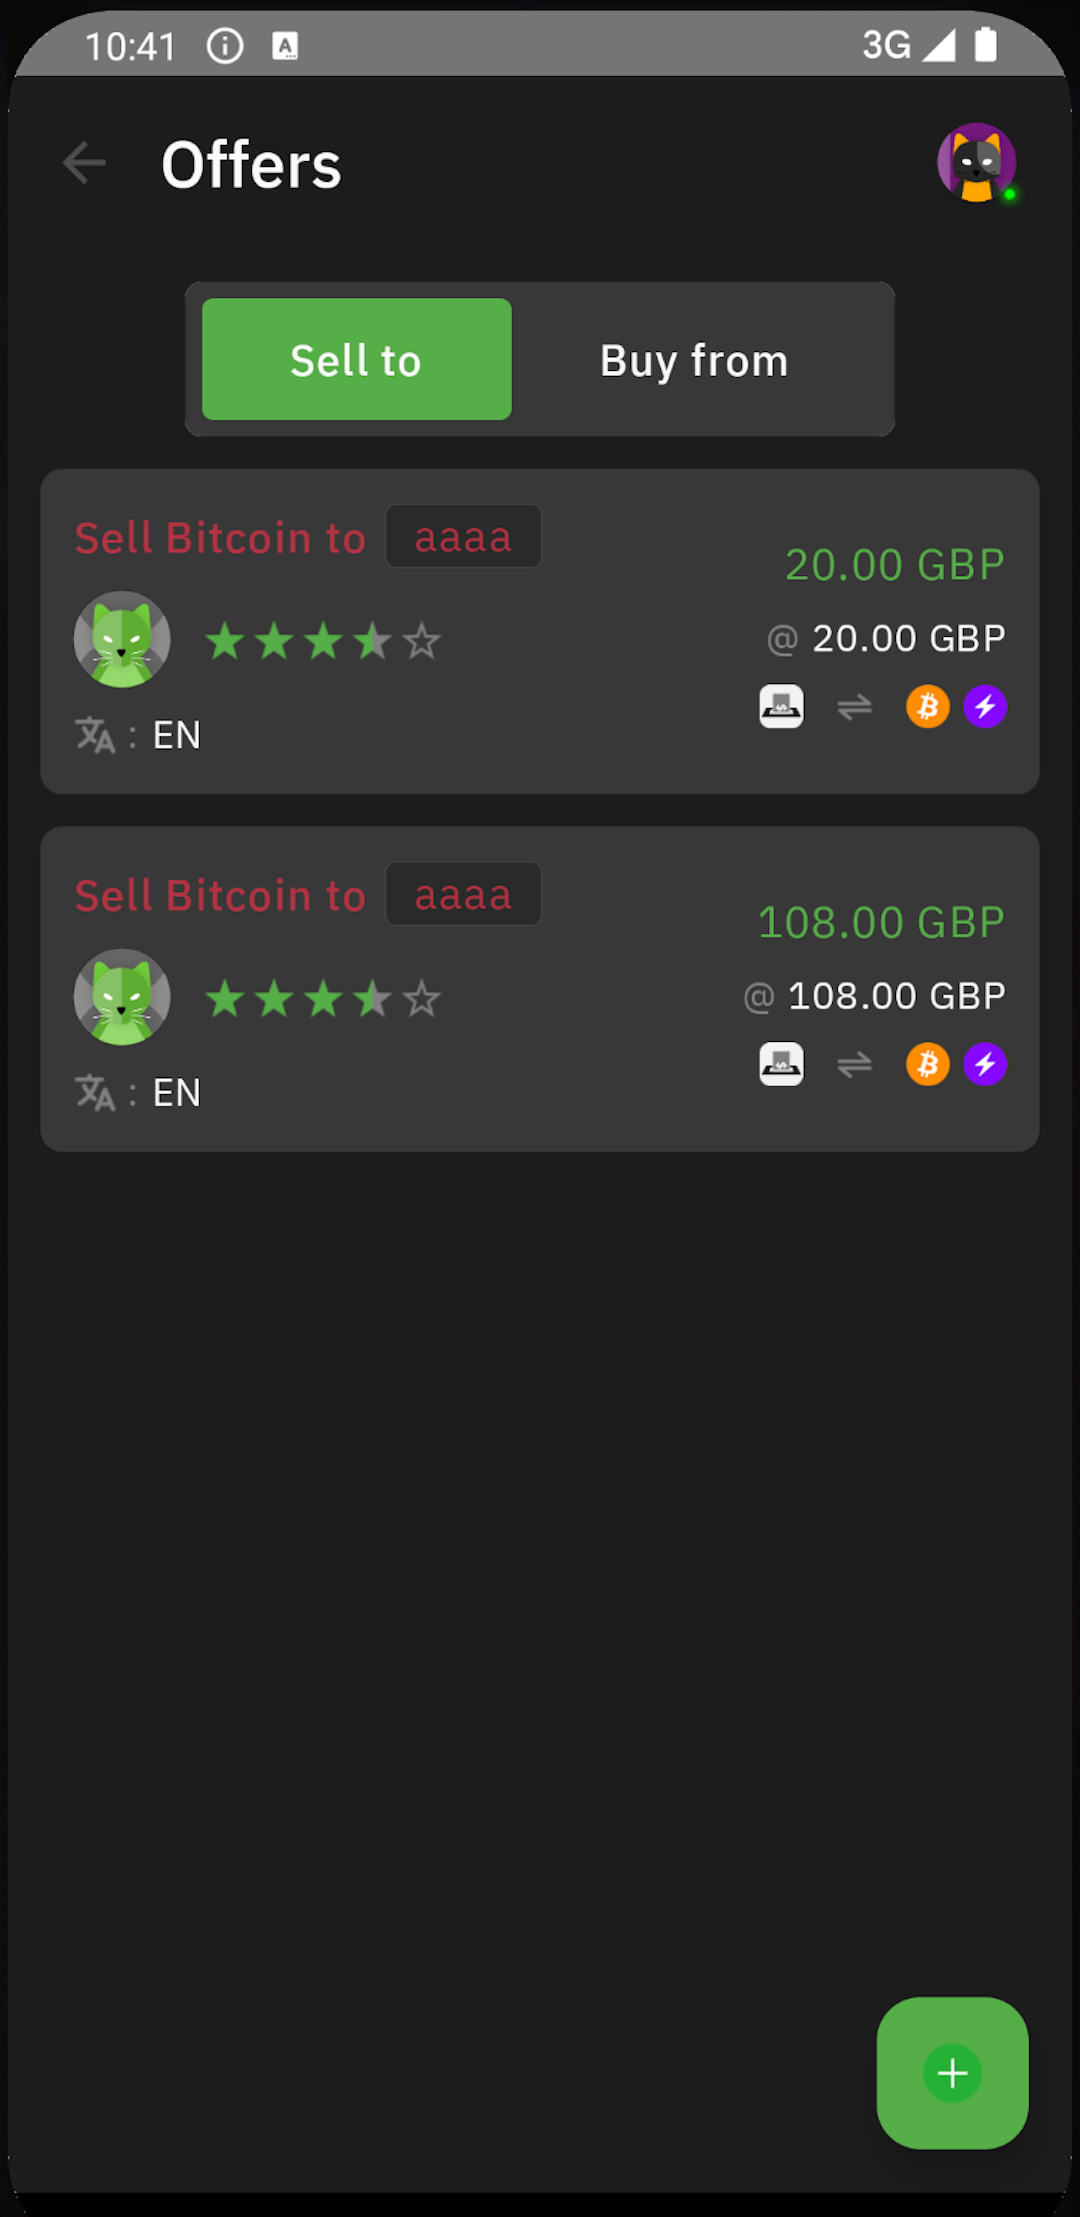 10:41 3G
Offers
Sell to Buy from
Sell Bitcoin to aaaa
20.00 GBP
@ 20.00 GBP
: EN
Sell Bitcoin to aaaa
108.00 GBP
@ 108.00 GBP
: EN